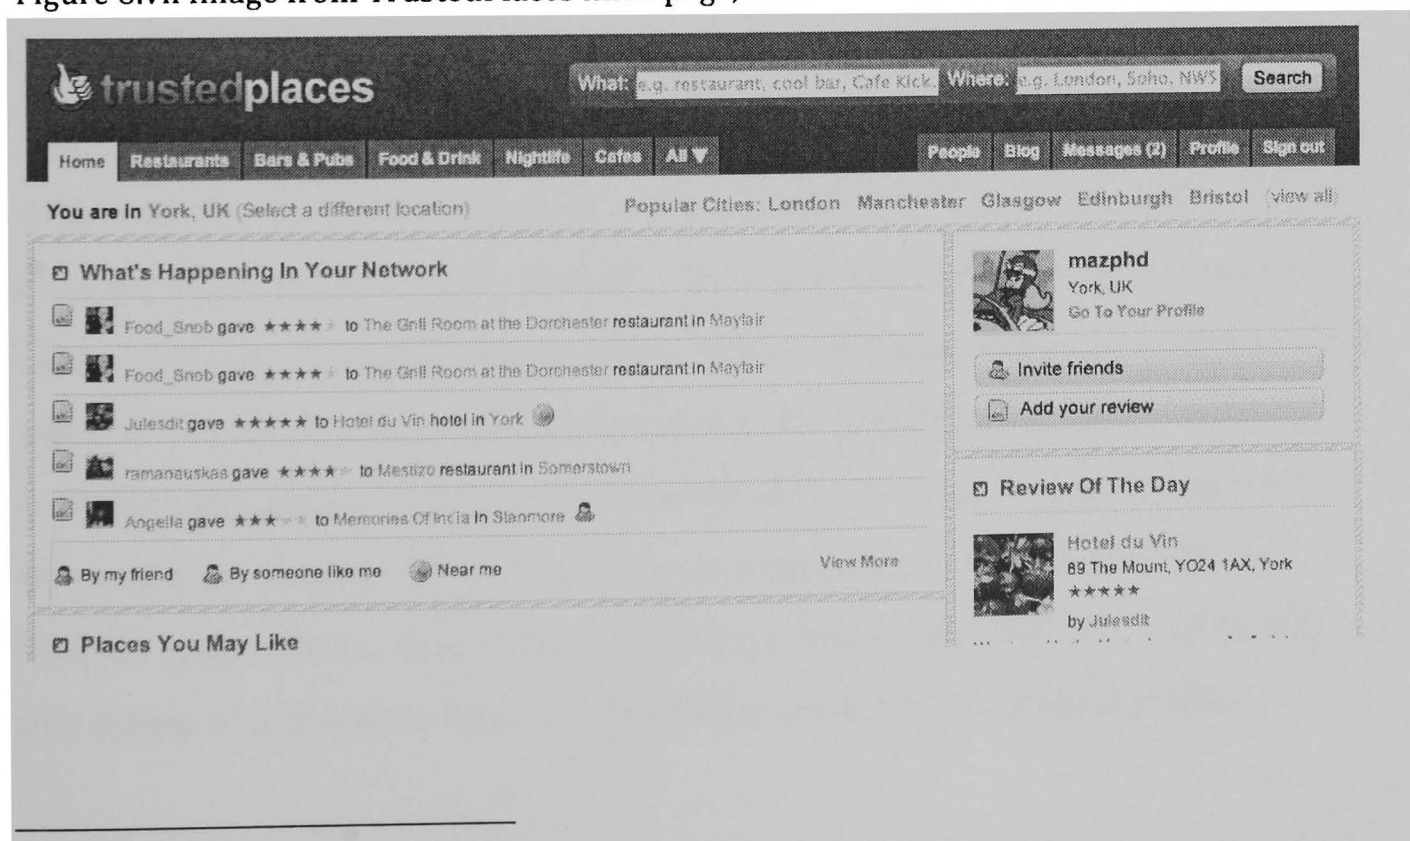 trustedplaces
What: e.g. restaurant, cool bar, Cafe Kick. Where: e.g. London, Soho, NW5 Search
Home Restaurants Bars & Pubs Food & Drink Nightlife Cafes All ▼ People Blog Messages (2) Profile Sign out
You are in York, UK (Select a different location) Popular Cities: London Manchester Glasgow Edinburgh Bristol (view all)
What's Happening In Your Network
Food_Snob gave ★★★★★ to The Grill Room at the Dorchester restaurant in Mayfair
Food_Snob gave ★★★★★ to The Grill Room at the Dorchester restaurant in Mayfair
Julesdit gave ★★★★★ to Hotel du Vin hotel in York
ramanauskas gave ★★★★★ to Mestizo restaurant in Somerstown
Angella gave ★★★★★ to Memories Of India in Stanmore
By my friend By someone like me Near me View More
Places You May Like
mazphd
York, UK
Go To Your Profile
Invite friends
Add your review
Review Of The Day
Hotel du Vin
89 The Mount, YO24 1AX, York
★★★★★
by Julesdit